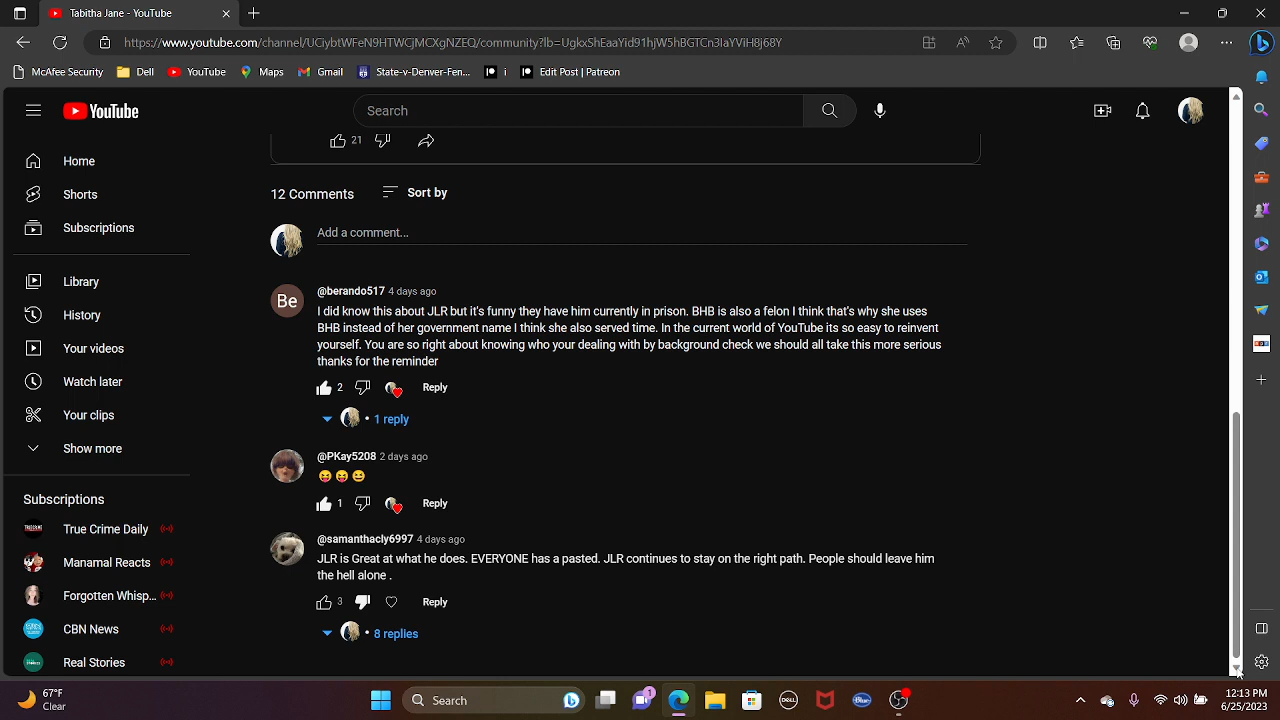 Tabitha Jane - YouTube
https://www.youtube.com/channel/UCiybtWFeN9HTWCjMCXgNZEQ/community?lb=UgkxShEaaYid91hjW5hBGTCn3IaYViH8j68Y
McAfee Security
Dell
YouTube
Maps
Gmail
State-v-Denver-Fen...
i
Edit Post | Patreon
YouTube
Search
21
Home
Shorts
Subscriptions
Library
History
Your videos
Watch later
Your clips
Show more
Subscriptions
True Crime Daily
Manamal Reacts
Forgotten Whisp...
CBN News
Real Stories
12 Comments
Sort by
Add a comment...
Be
@berando517 4 days ago
I did know this about JLR but it's funny they have him currently in prison. BHB is also a felon I think that's why she uses
BHB instead of her government name I think she also served time. In the current world of YouTube its so easy to reinvent
yourself. You are so right about knowing who your dealing with by background check we should all take this more serious
thanks for the reminder
2
Reply
• 1 reply
@PKay5208 2 days ago
😝😝😄
1
Reply
@samanthacly6997 4 days ago
JLR is Great at what he does. EVERYONE has a pasted. JLR continues to stay on the right path. People should leave him
the hell alone .
3
Reply
• 8 replies
67°F
Clear
Search
1
DELL
Blue
12:13 PM
6/25/2023